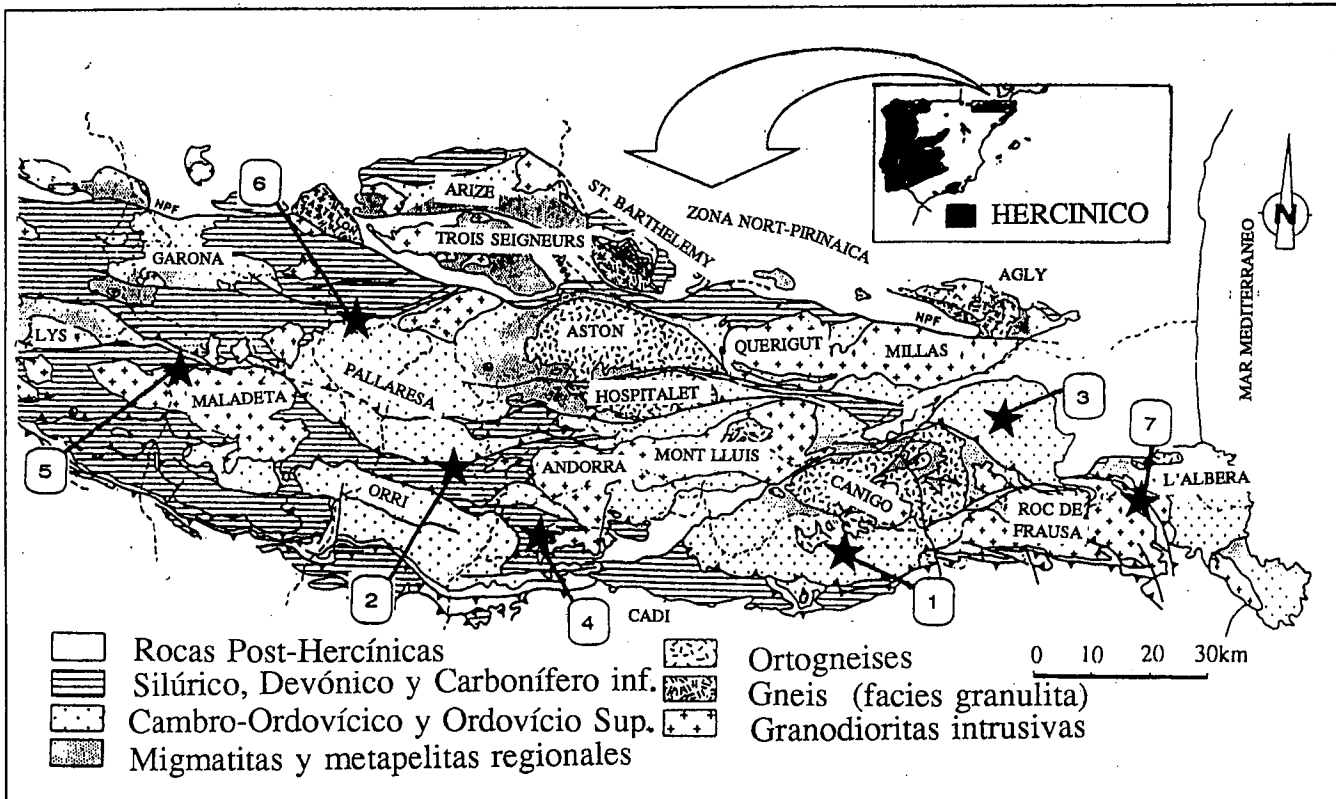 HERCINICO
N
MAR MEDITERRANEO
6
ARIZE
ST. BARTHELEMY
ZONA NORT-PIRINAICA
NPF
TROIS SEIGNEURS
GARONA
AGLY
NPF
LYS
ASTON
QUERIGUT
MILLAS
PALLARESA
HOSPITALET
MALADETA
3
7
5
ANDORRA
MONT LLUIS
L'ALBERA
ORRI
CANIGO
ROC DE
FRAUSA
2
4
1
CADI
Rocas Post-Hercínicas
Silúrico, Devónico y Carbonífero inf.
Cambro-Ordovícico y Ordovício Sup.
Migmatitas y metapelitas regionales
Ortogneises
Gneis (facies granulita)
Granodioritas intrusivas
0 10 20 30km